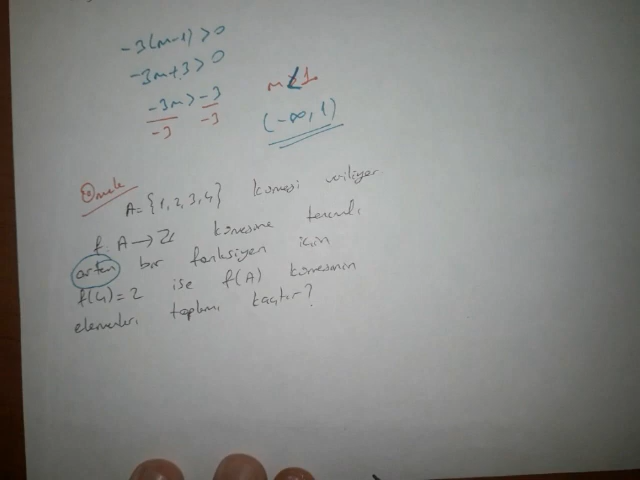 -3(m-1) > 0
-3m+3 > 0
-3m > -3
-3 -3
m < 1
(-∞, 1)
Örnek
A = {1, 2, 3, 4} kümesi veriliyor
f: A → Z kümesine tanımlı
artan bir fonksiyon için
f(4) = 2 ise f(A) kümesinin
elemanları toplamı kaçtır?